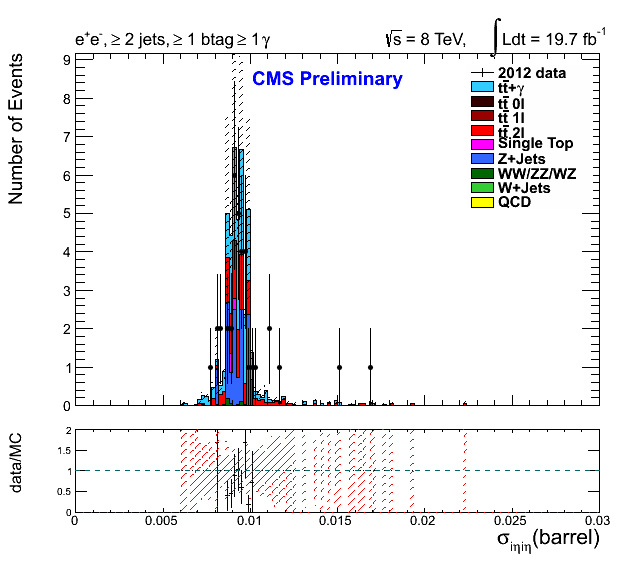 e⁺e⁻, ≥ 2 jets, ≥ 1 btag ≥ 1 γ
√s = 8 TeV, ∫ Ldt = 19.7 fb⁻¹
CMS Preliminary
2012 data
tt̄+γ
tt̄ 0l
tt̄ 1l
tt̄ 2l
Single Top
Z+Jets
WW/ZZ/WZ
W+Jets
QCD
Number of Events
9
8
7
6
5
4
3
2
1
0
data/MC
2
1.5
1
0.5
0
0 0.005 0.01 0.015 0.02 0.025 0.03
σ_iηiη(barrel)